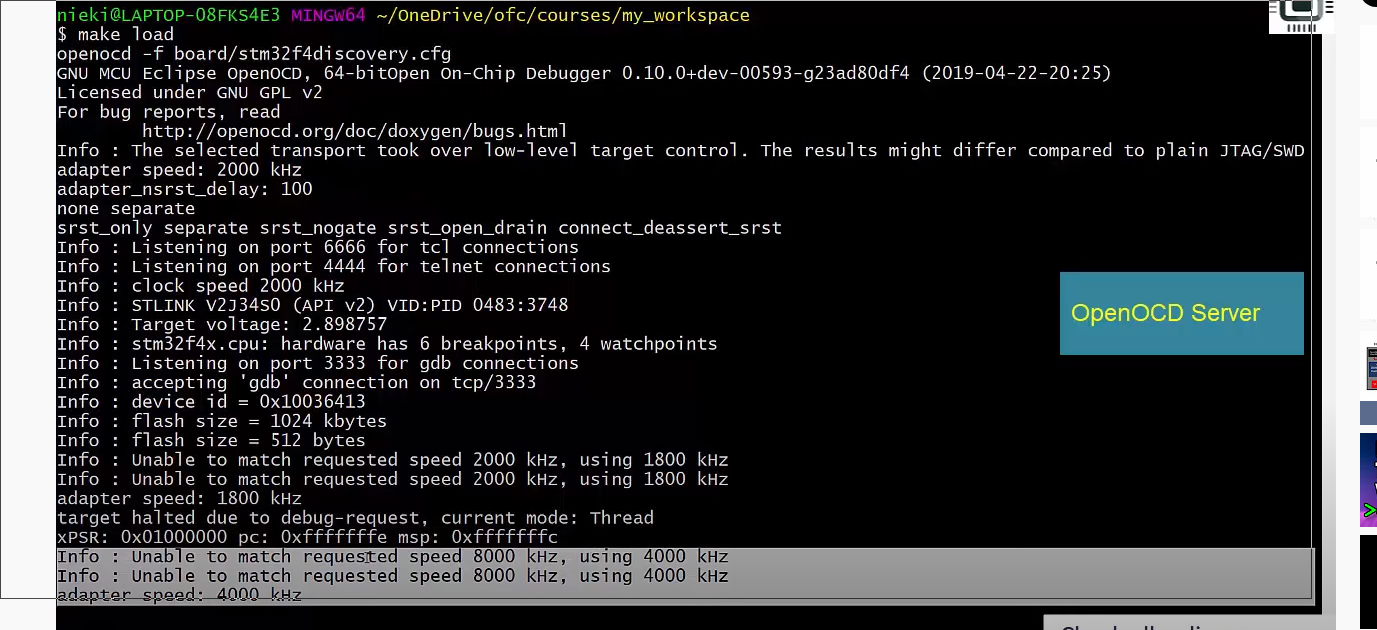 nieki@LAPTOP-O8FKS4E3 MINGW64 ~/OneDrive/ofc/courses/my_workspace
$ make load
openocd -f board/stm32f4discovery.cfg
GNU MCU Eclipse OpenOCD, 64-bitOpen On-Chip Debugger 0.10.0+dev-00593-g23ad80df4 (2019-04-22-20:25)
Licensed under GNU GPL v2
For bug reports, read
http://openocd.org/doc/doxygen/bugs.html
Info : The selected transport took over low-level target control. The results might differ compared to plain JTAG/SWD
adapter speed: 2000 kHz
adapter_nsrst_delay: 100
none separate
srst_only separate srst_nogate srst_open_drain connect_deassert_srst
Info : Listening on port 6666 for tcl connections
Info : Listening on port 4444 for telnet connections
Info : clock speed 2000 kHz
Info : STLINK V2J34S0 (API v2) VID:PID 0483:3748
Info : Target voltage: 2.898757
Info : stm32f4x.cpu: hardware has 6 breakpoints, 4 watchpoints
Info : Listening on port 3333 for gdb connections
Info : accepting 'gdb' connection on tcp/3333
Info : device id = 0x10036413
Info : flash size = 1024 kbytes
Info : flash size = 512 bytes
Info : Unable to match requested speed 2000 kHz, using 1800 kHz
Info : Unable to match requested speed 2000 kHz, using 1800 kHz
adapter speed: 1800 kHz
target halted due to debug-request, current mode: Thread
xPSR: 0x01000000 pc: 0xfffffffe msp: 0xfffffffc
Info : Unable to match requested speed 8000 kHz, using 4000 kHz
Info : Unable to match requested speed 8000 kHz, using 4000 kHz
adapter speed: 4000 kHz
OpenOCD Server